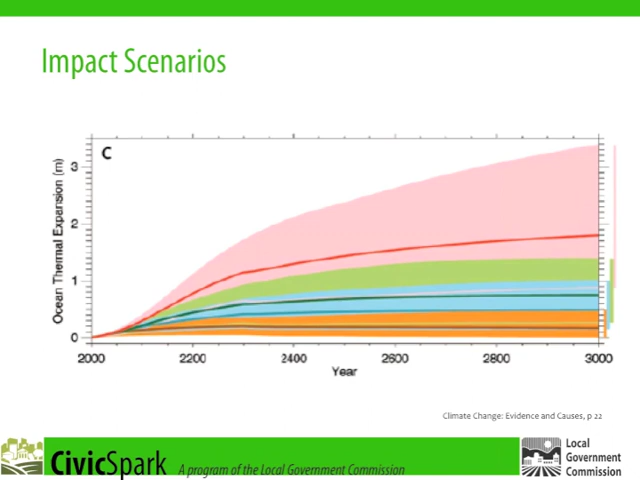 Impact Scenarios
C
Ocean Thermal Expansion (m)
3
2
1
0
2000 2200 2400 2600 2800 3000
Year
Climate Change: Evidence and Causes, p 22
CivicSpark A program of the Local Government Commission
Local
Government
Commission